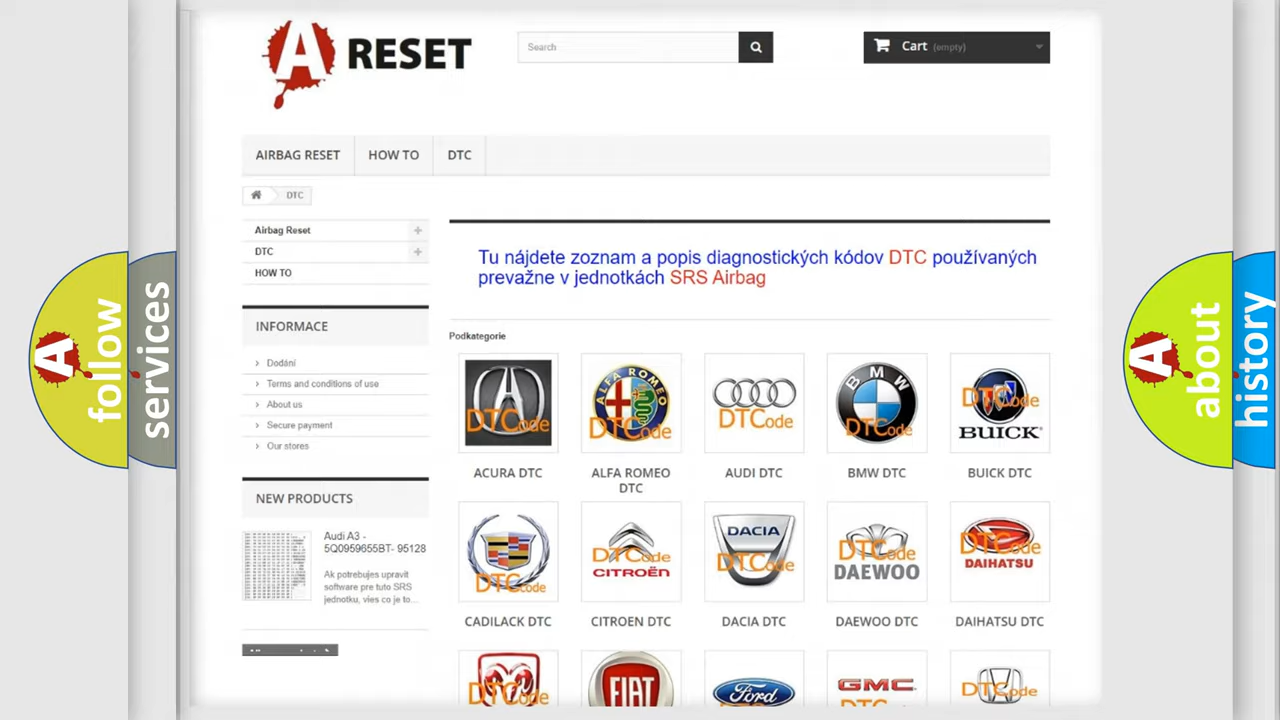 A RESET
Search
Cart (empty)
AIRBAG RESET
HOW TO
DTC
DTC
Airbag Reset
DTC
HOW TO
Tu nájdete zoznam a popis diagnostických kódov DTC používaných
prevažne v jednotkách SRS Airbag
INFORMACE
Dodání
Terms and conditions of use
About us
Secure payment
Our stores
NEW PRODUCTS
Audi A3 -
5Q0959655BT- 95128
Ak potrebujes upravit
software pre tuto SRS
jednotku, vies co je to...
Podkategorie
DTCode
ALFA ROMEO
DTCode
DTCode
BMW
DTCode
DTCode
BUICK
ACURA DTC
ALFA ROMEO
DTC
AUDI DTC
BMW DTC
BUICK DTC
DTCode
DTCode
CITROËN
DACIA
DTCode
DTCode
DAEWOO
DTCode
DAIHATSU
CADILACK DTC
CITROEN DTC
DACIA DTC
DAEWOO DTC
DAIHATSU DTC
DTCode
FIAT
Ford
GMC
DTCode
A follow
services
A about
history